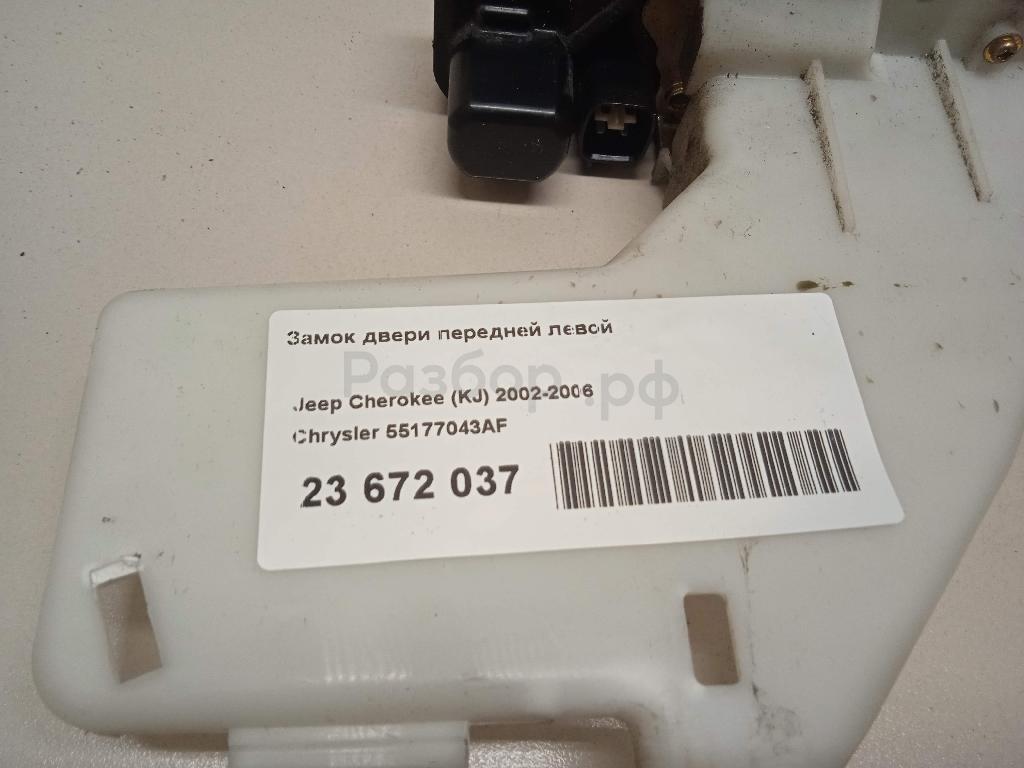 Замок двери передней левой
Разбор.рф
Jeep Cherokee (KJ) 2002-2006
Chrysler 55177043AF
23 672 037